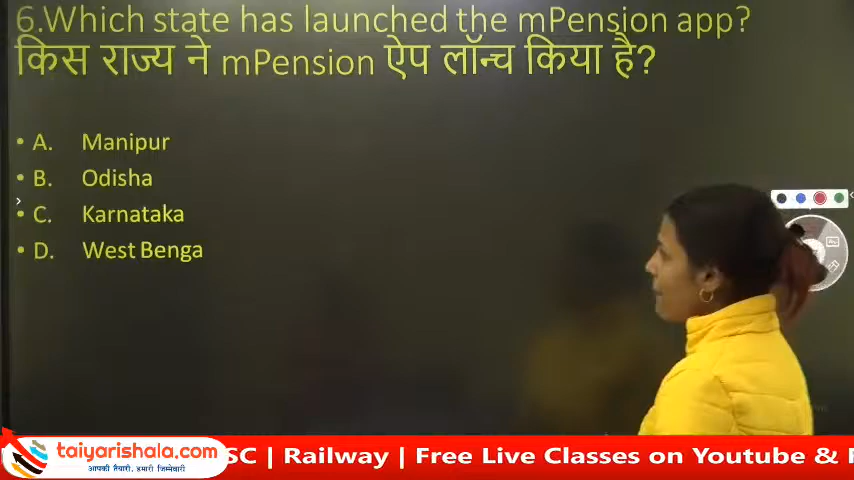 6.Which state has launched the mPension app?
किस राज्य ने mPension ऐप लॉन्च किया है?
• A. Manipur
• B. Odisha
• C. Karnataka
• D. West Benga
taiyarishala.com
आपकी तैयारी, हमारी जिम्मेदारी
SC | Railway | Free Live Classes on Youtube &